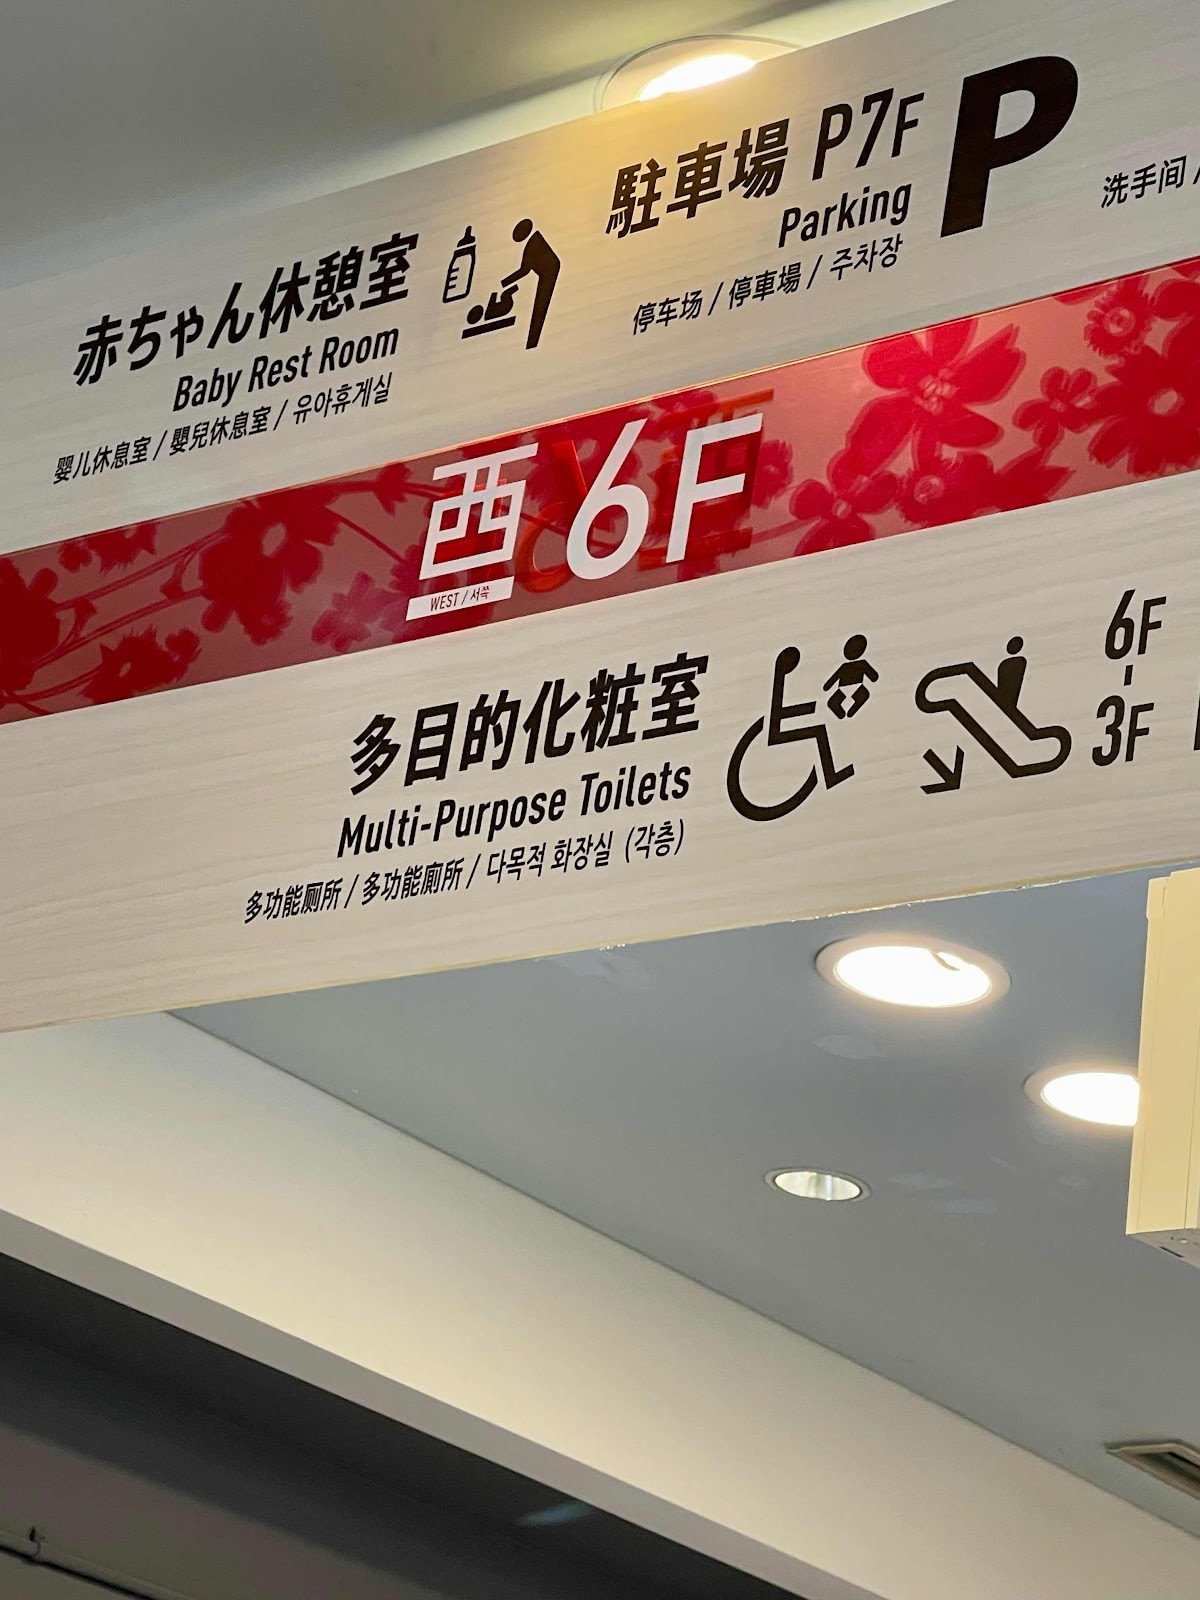 赤ちゃん休憩室
Baby Rest Room
婴儿休息室 / 嬰兒休息室 / 유아휴게실
駐車場 P7F
Parking
停车场 / 停車場 / 주차장
P
洗手间 /
西 6F
WEST / 서쪽
多目的化粧室
Multi-Purpose Toilets
多功能厕所 / 多功能廁所 / 다목적 화장실 (각층)
6F
-
3F